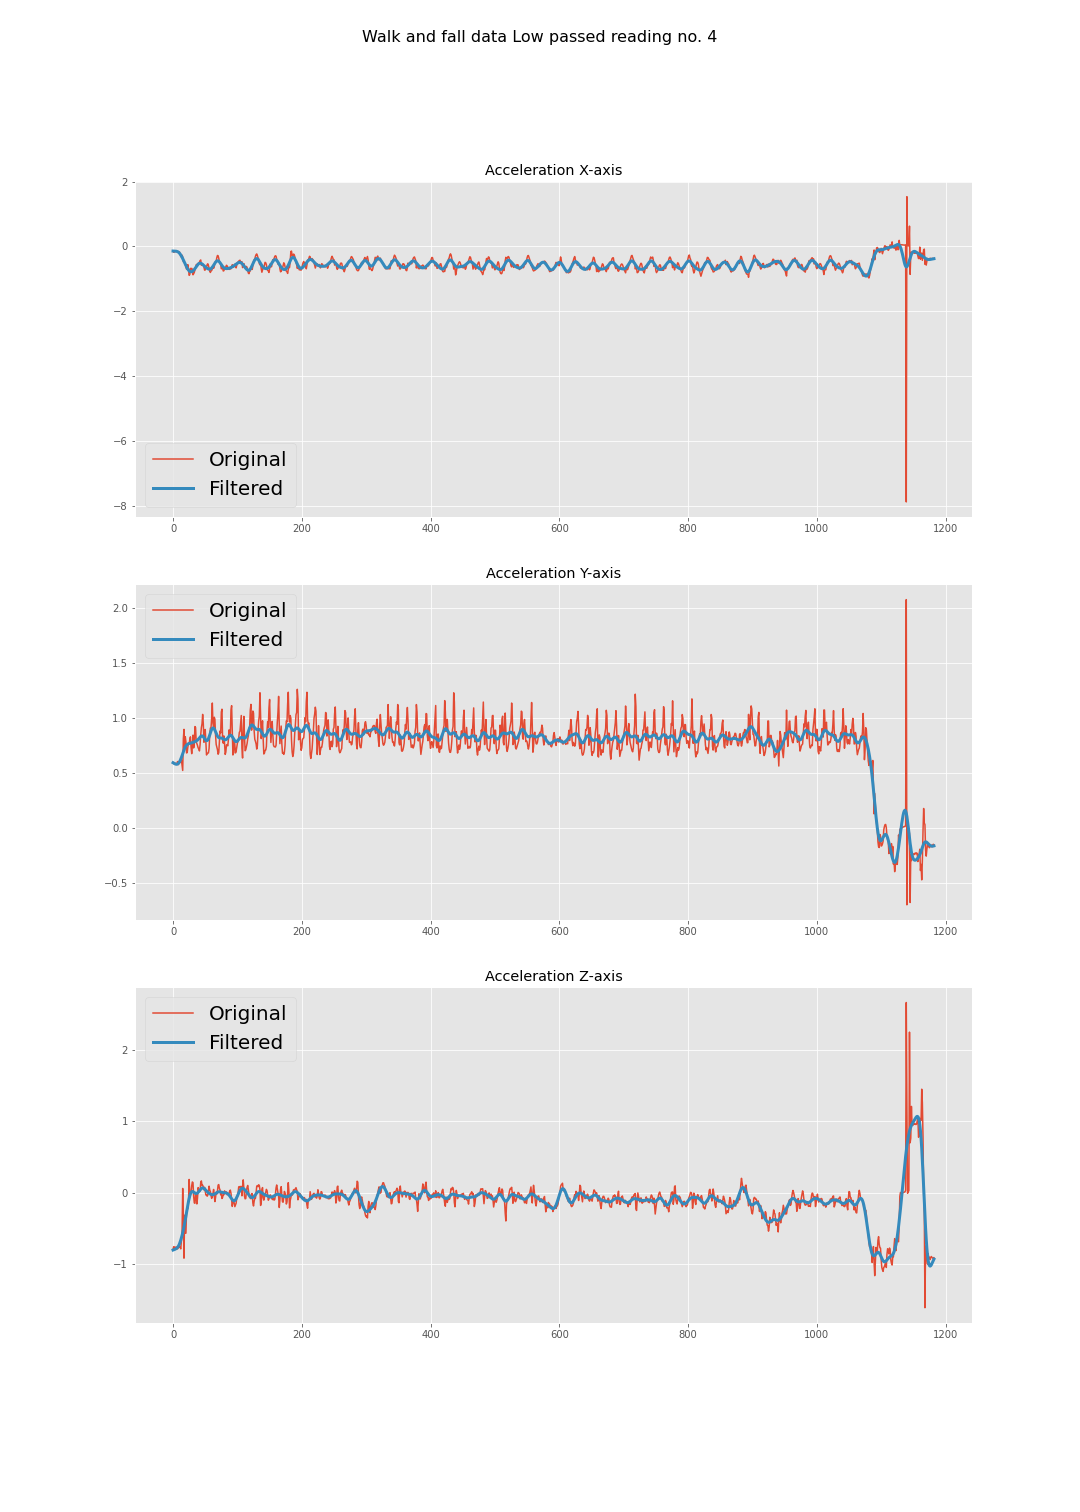 Walk and fall data Low passed reading no. 4
Acceleration X-axis
2
0
−2
−4
−6
−8
Original
Filtered
0 200 400 600 800 1000 1200
Acceleration Y-axis
Original
Filtered
2.0
1.5
1.0
0.5
0.0
−0.5
0 200 400 600 800 1000 1200
Acceleration Z-axis
Original
Filtered
2
1
0
−1
0 200 400 600 800 1000 1200